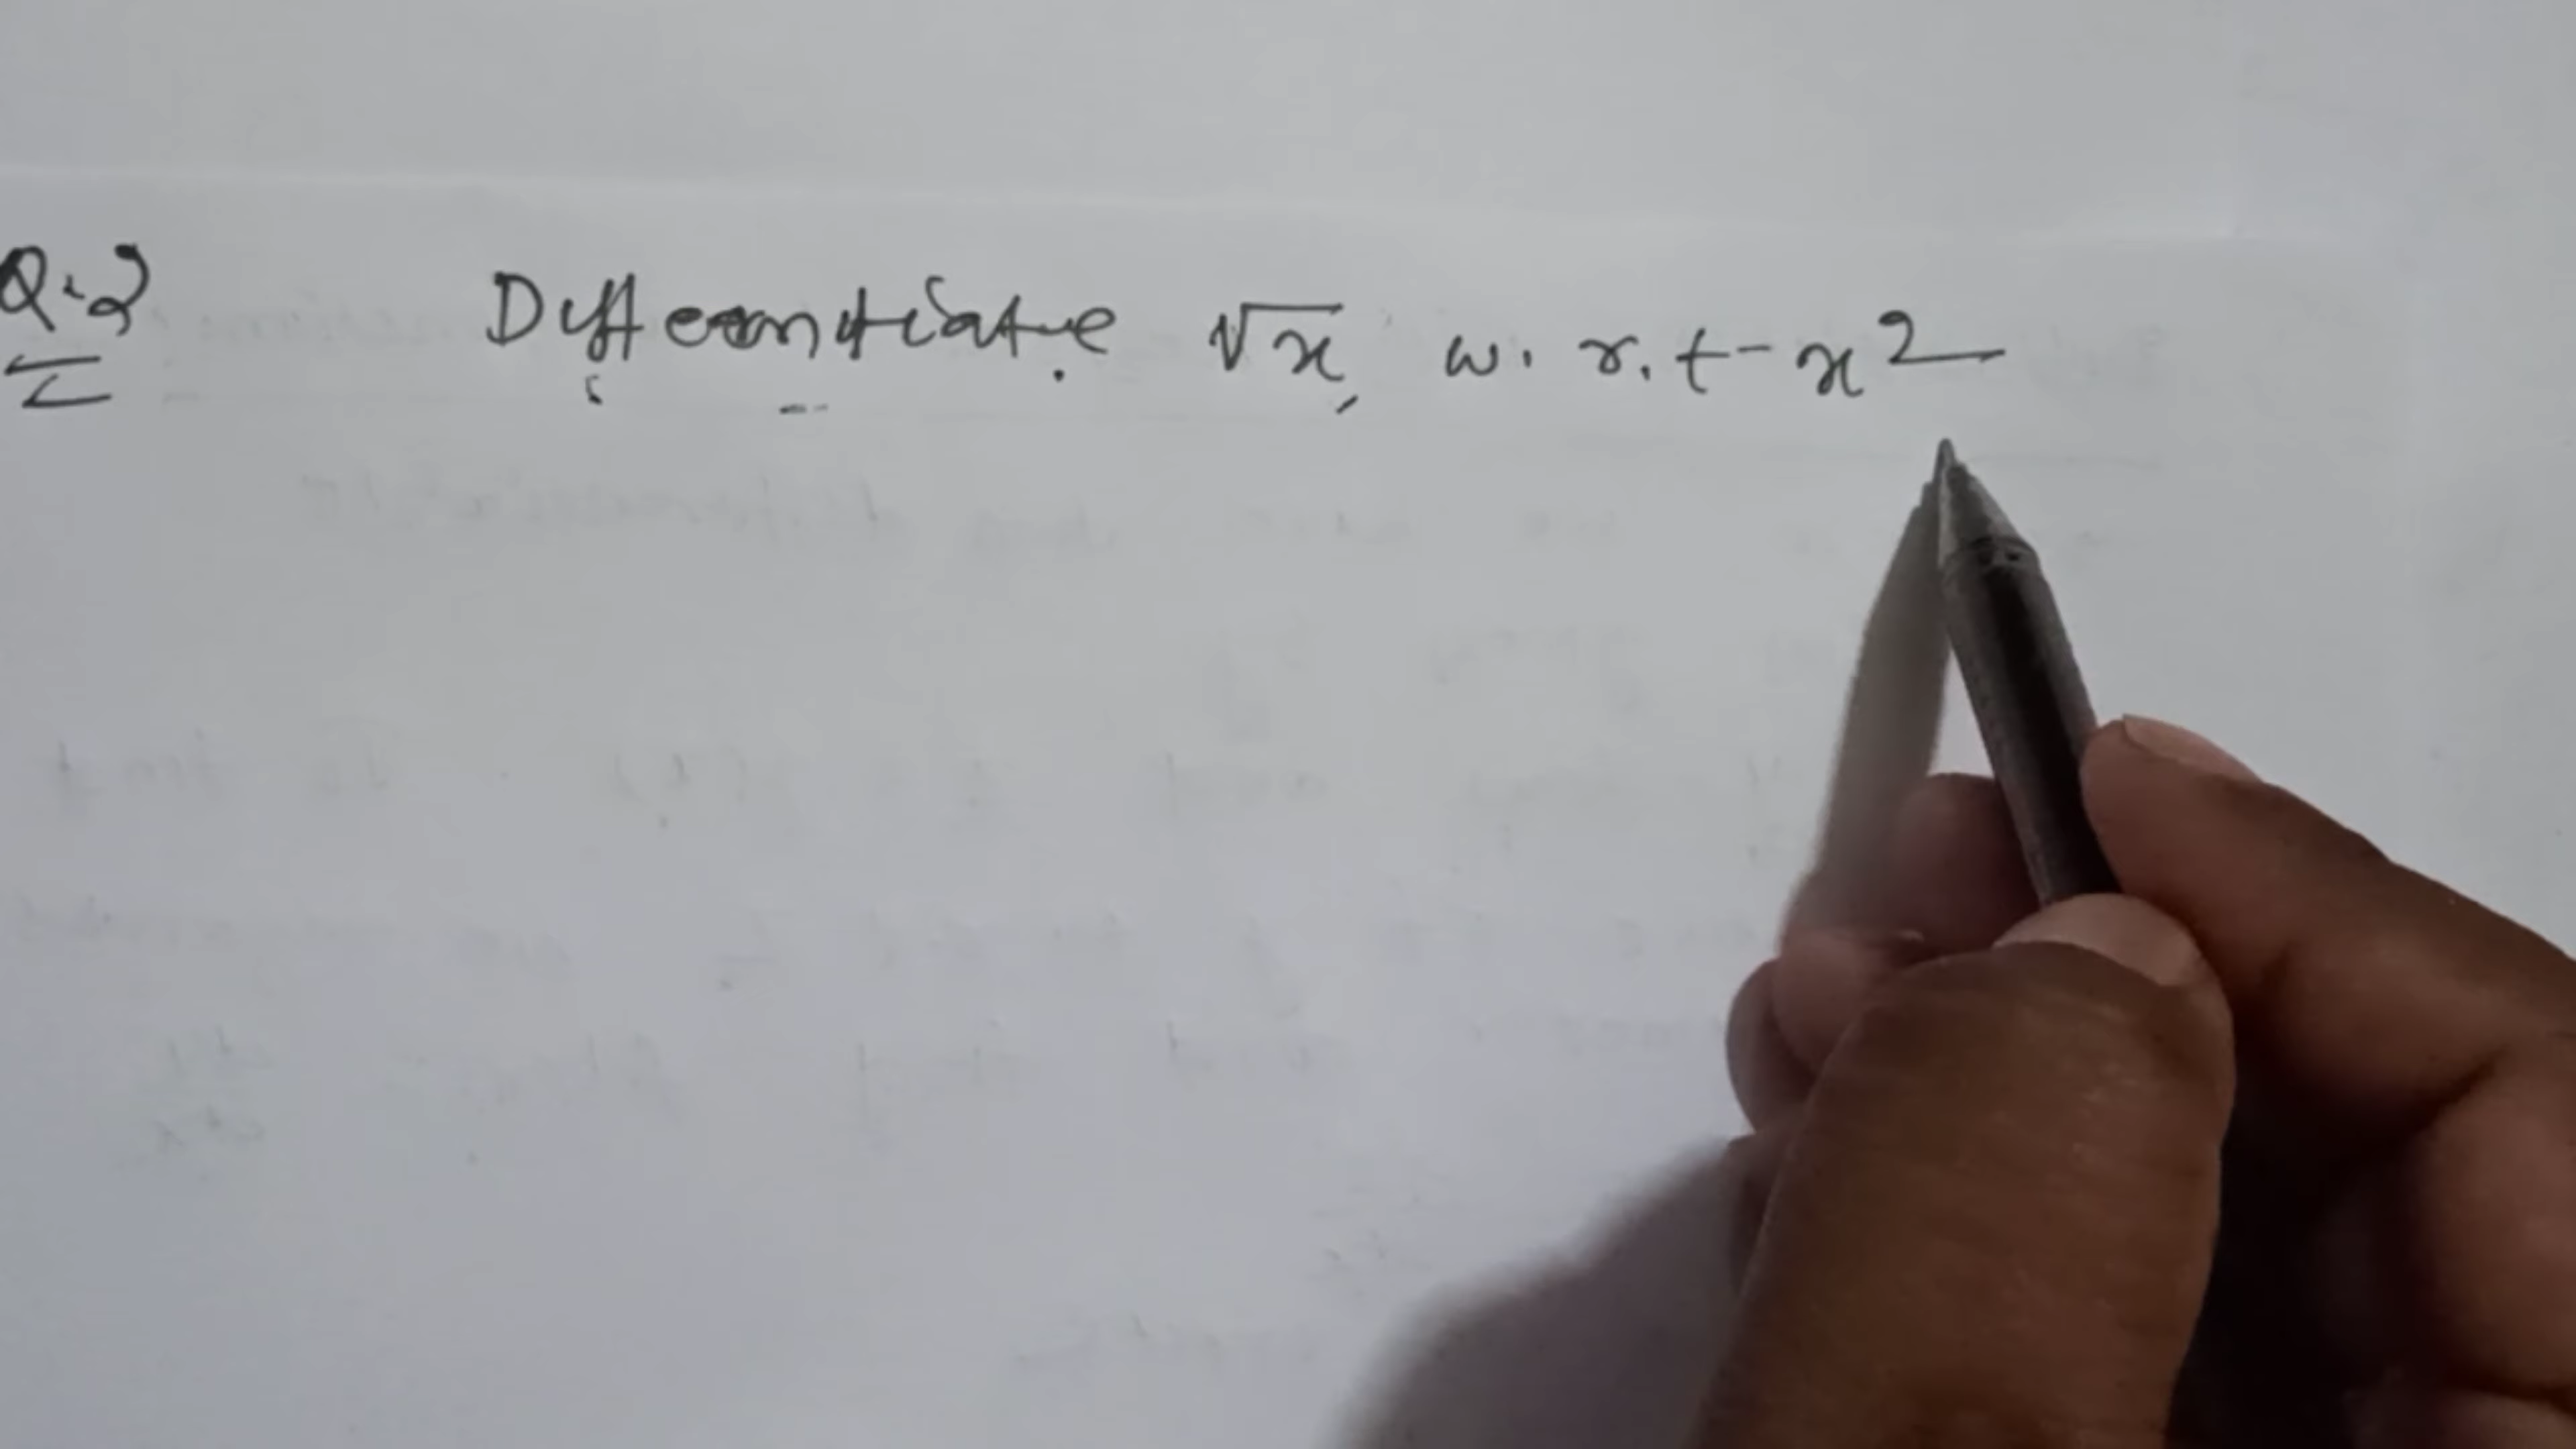 Q.2 Differentiate √x, w.r.t x²